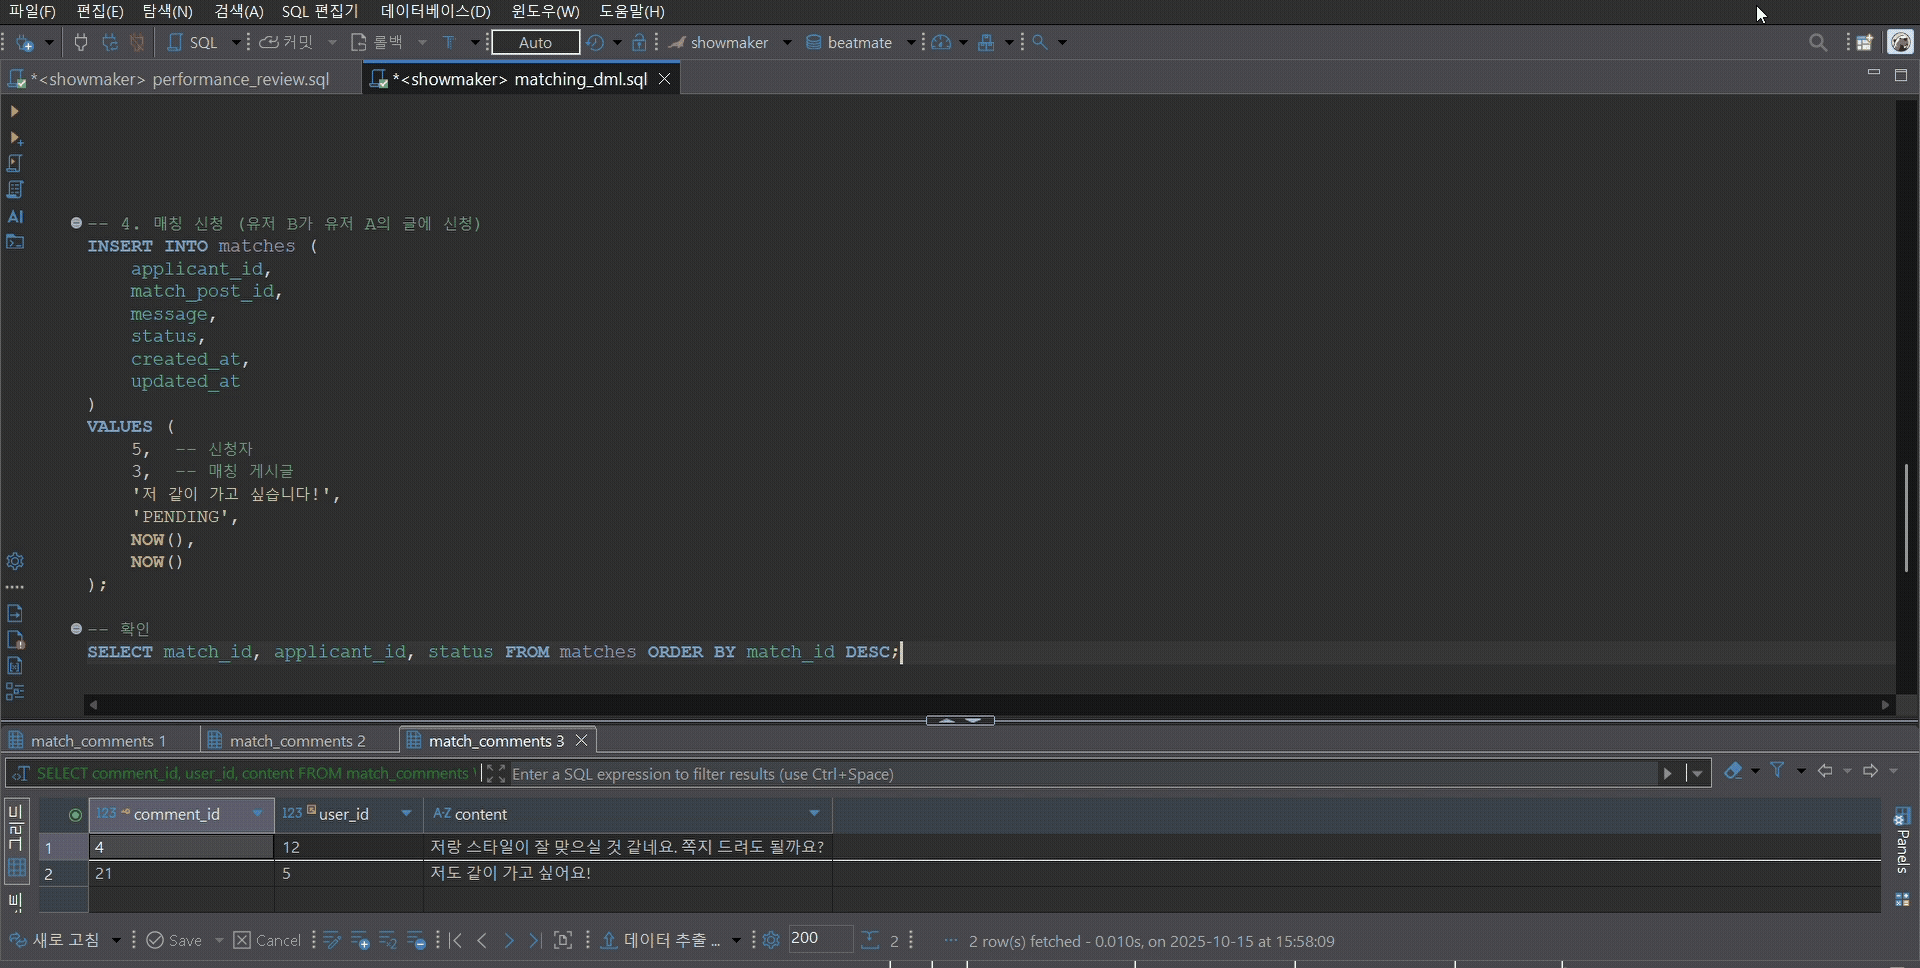 파일(F) 편집(E) 탐색(N) 검색(A) SQL 편집기 데이터베이스(D) 윈도우(W) 도움말(H)
SQL 커밋 롤백 T Auto showmaker beatmate
*<showmaker> performance_review.sql *<showmaker> matching_dml.sql
AI
-- 4. 매칭 신청 (유저 B가 유저 A의 글에 신청)
INSERT INTO matches (
applicant_id,
match_post_id,
message,
status,
created_at,
updated_at
)
VALUES (
5, -- 신청자
3, -- 매칭 게시글
'저 같이 가고 싶습니다!',
'PENDING',
NOW(),
NOW()
);
-- 확인
SELECT match_id, applicant_id, status FROM matches ORDER BY match_id DESC;
match_comments 1 match_comments 2 match_comments 3
SELECT comment_id, user_id, content FROM match_comments Enter a SQL expression to filter results (use Ctrl+Space)
그리드
123 comment_id 123 user_id A-Z content
1 4 12 저랑 스타일이 잘 맞으실 것 같네요. 쪽지 드려도 될까요?
2 21 5 저도 같이 가고 싶어요!
Panels
새로 고침 Save Cancel 데이터 추출 ... 200 2 ... 2 row(s) fetched - 0.010s, on 2025-10-15 at 15:58:09